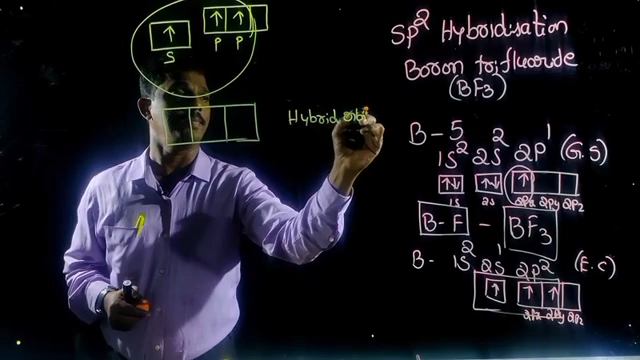 ↑ ↑ ↑
S P P
Hybrid orbi
SP² Hybridisation
Boron trifluorude
(BF3)
B - 5
1S² 2S² 2P¹ (G.S)
↑↓ ↑↓ ↑
1S 2S 2Px 2Py 2Pz
B-F - BF3
B- 1S² 2S¹ 2P² (E.C)
↑ ↑ ↑
2Px 2Py 2Pz